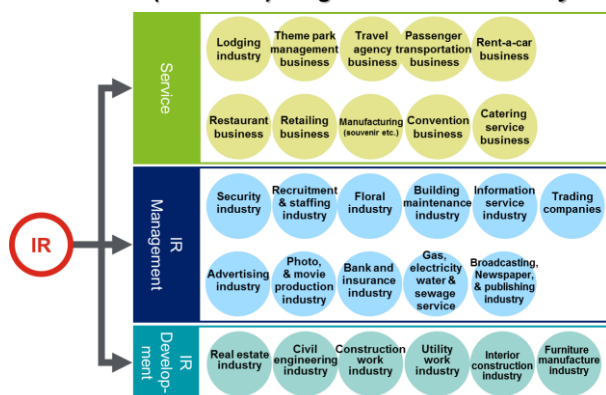 IR
Service
Lodging
industry
Theme park
management
business
Travel
agency
business
Passenger
transportation
business
Rent-a-car
business
Restaurant
business
Retailing
business
Manufacturing
(souvenir etc.)
Convention
business
Catering
service
business
IR
Management
Security
industry
Recruitment
& staffing
industry
Floral
industry
Building
maintenance
industry
Information
service
industry
Trading
companies
Advertising
industry
Photo,
& movie
production
industry
Bank and
insurance
industry
Gas,
electricity
water &
sewage
service
Broadcasting,
Newspaper,
& publishing
industry
IR
Develop-
ment
Real estate
industry
Civil
engineering
industry
Construction
work
industry
Utility
work
industry
Interior
construction
industry
Furniture
manufacture
industry